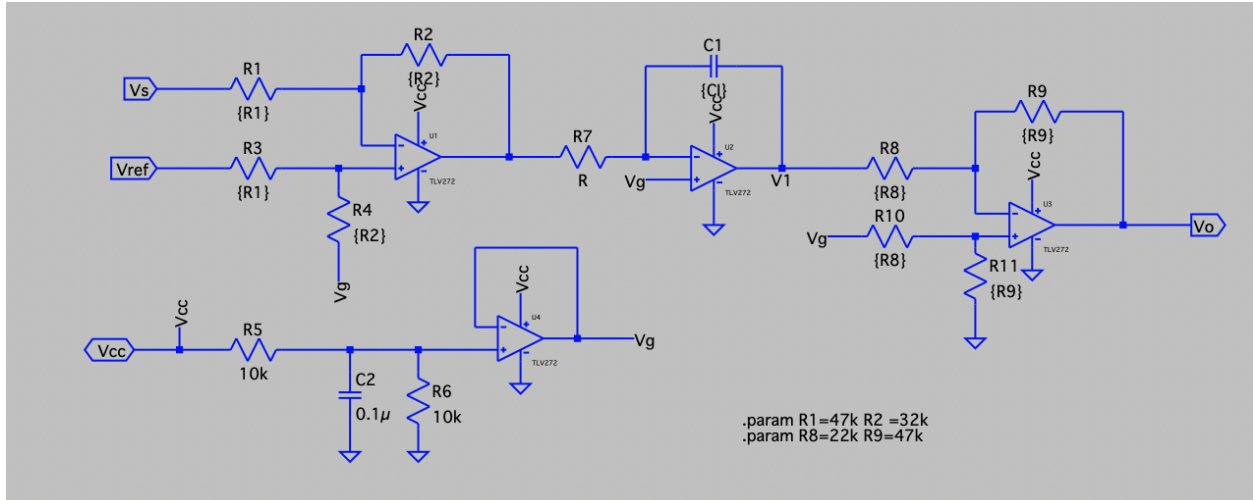 R2
{R2}
C1
{C}
R1
Vs
{R1}
Vcc
U1
R9
{R9}
Vcc
U2
R3
Vref
{R1}
TLV272
R7
R
R8
{R8}
V1
Vg
TLV272
Vcc
U3
R4
{R2}
Vg
R10
Vg
{R8}
TLV272
Vo
R11
{R9}
Vcc
Vcc
R5
10k
Vcc
U4
Vg
TLV272
C2
0.1µ
R6
10k
.param R1=47k R2 =32k
.param R8=22k R9=47k